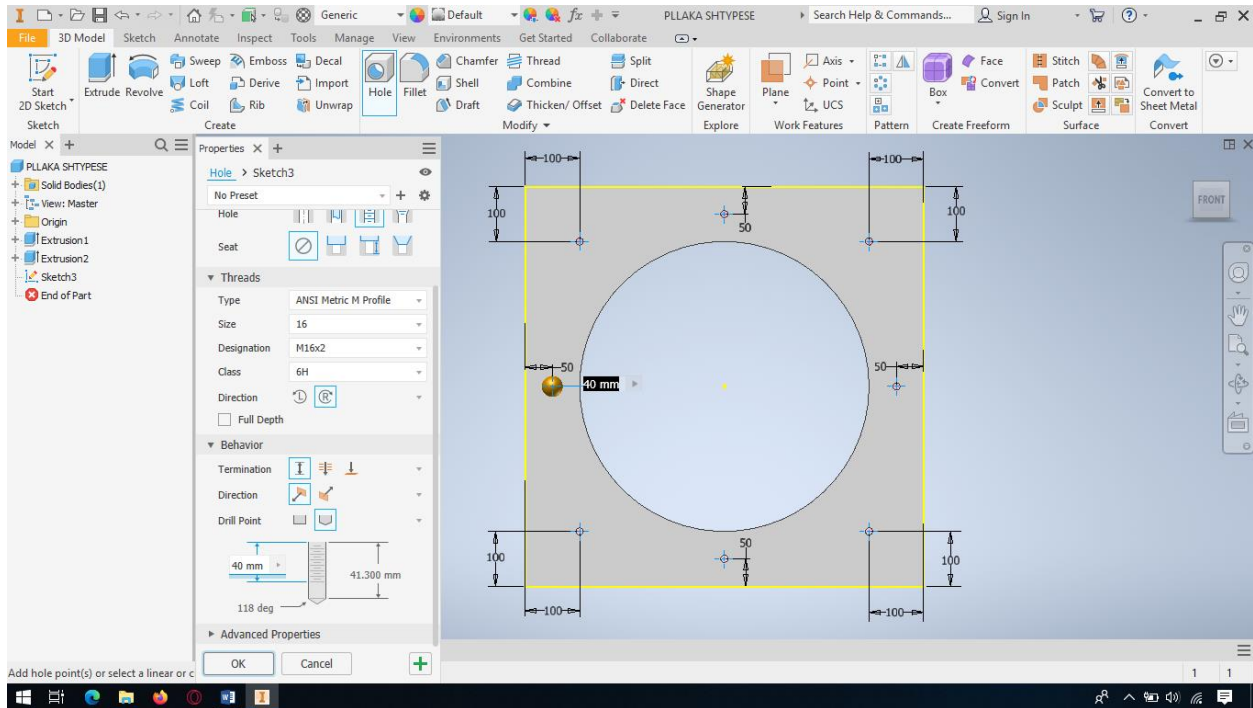 Generic
Default
fx
PLLAKA SHTYPESE
Search Help & Commands...
Sign In
File 3D Model Sketch Annotate Inspect Tools Manage View Environments Get Started Collaborate
Start
2D Sketch
Extrude Revolve
Sweep Emboss Decal
Loft Derive Import
Coil Rib Unwrap
Hole Fillet
Chamfer Thread Split
Shell Combine Direct
Draft Thicken/ Offset Delete Face
Shape
Generator
Plane
Axis
Point
UCS
Box
Face
Convert
Stitch
Patch
Sculpt
Convert to
Sheet Metal
Sketch Create Modify Explore Work Features Pattern Create Freeform Surface Convert
Model X +
PLLAKA SHTYPESE
Solid Bodies(1)
View: Master
Origin
Extrusion1
Extrusion2
Sketch3
End of Part
Properties X +
Hole > Sketch3
No Preset
Hole
Seat
Threads
Type ANSI Metric M Profile
Size 16
Designation M16x2
Class 6H
Direction
Full Depth
Behavior
Termination
Direction
Drill Point
40 mm
41.300 mm
118 deg
Advanced Properties
OK Cancel
100 100
100 50 100
50 40 mm 50
100 50 100
100 100
FRONT
Add hole point(s) or select a linear or c
1 1